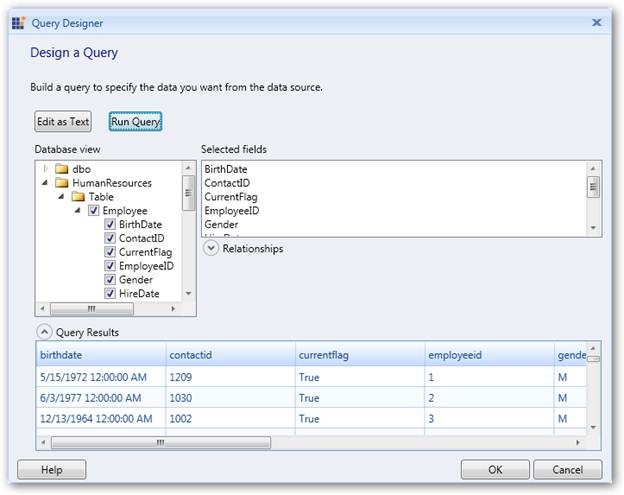 Query Designer
Design a Query
Build a query to specify the data you want from the data source.
Edit as Text
Run Query
Database view
dbo
HumanResources
Table
Employee
BirthDate
ContactID
CurrentFlag
EmployeeID
Gender
HireDate
Selected fields
BirthDate
ContactID
CurrentFlag
EmployeeID
Gender
Relationships
Query Results
birthdate contactid currentflag employeeid gende
5/15/1972 12:00:00 AM 1209 True 1 M
6/3/1977 12:00:00 AM 1030 True 2 M
12/13/1964 12:00:00 AM 1002 True 3 M
Help
OK
Cancel